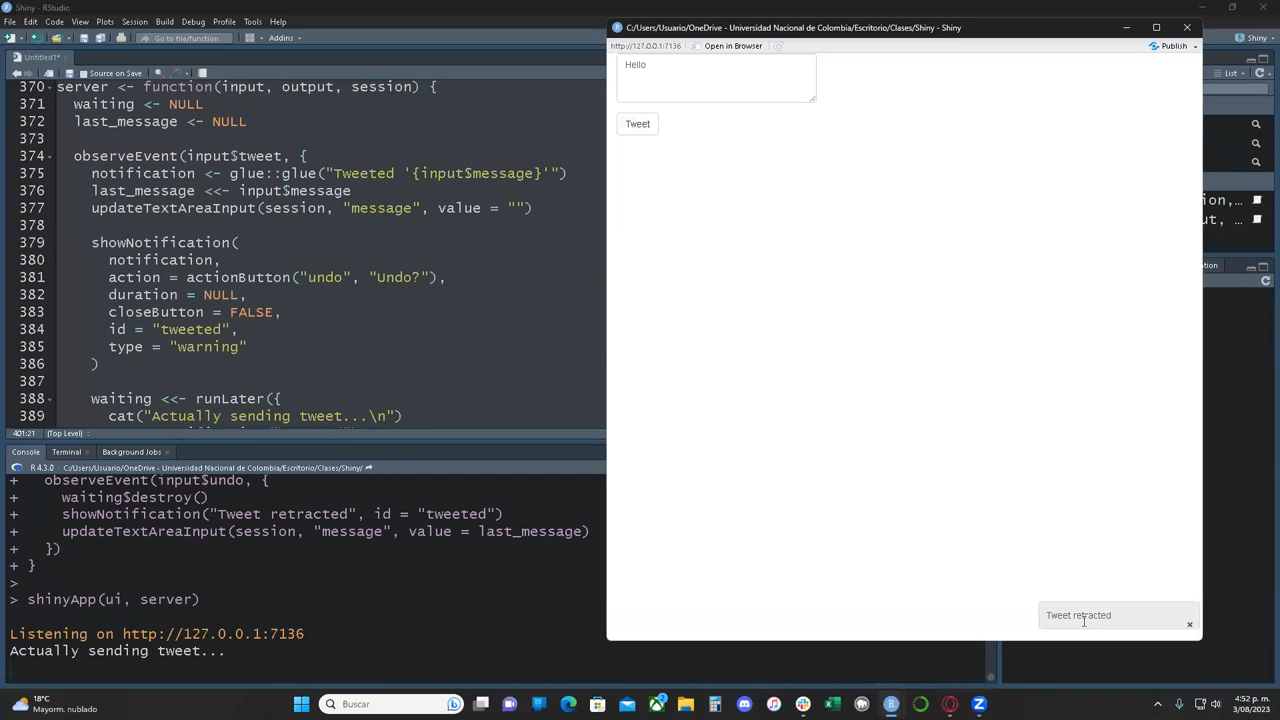 Shiny - RStudio
File Edit Code View Plots Session Build Debug Profile Tools Help
Go to file/function Addins
Shiny
Untitled1*
Source on Save
List
370 server <- function(input, output, session) {
371 waiting <- NULL
372 last_message <- NULL
373
374 observeEvent(input$tweet, {
375 notification <- glue::glue("Tweeted '{input$message}'")
376 last_message <<- input$message
377 updateTextAreaInput(session, "message", value = "")
378
379 showNotification(
380 notification,
381 action = actionButton("undo", "Undo?"),
382 duration = NULL,
383 closeButton = FALSE,
384 id = "tweeted",
385 type = "warning"
386 )
387
388 waiting <<- runLater({
389 cat("Actually sending tweet...\n")
401:21 (Top Level)
Console Terminal Background Jobs
R 4.3.0 · C:/Users/Usuario/OneDrive - Universidad Nacional de Colombia/Escritorio/Clases/Shiny/
+ observeEvent(input$undo, {
+ waiting$destroy()
+ showNotification("Tweet retracted", id = "tweeted")
+ updateTextAreaInput(session, "message", value = last_message)
+ })
+ }
>
> shinyApp(ui, server)
Listening on http://127.0.0.1:7136
Actually sending tweet...
C:/Users/Usuario/OneDrive - Universidad Nacional de Colombia/Escritorio/Clases/Shiny - Shiny
http://127.0.0.1:7136 Open in Browser Publish
Hello
Tweet
Tweet retracted
18°C
Mayorm. nublado
Buscar
2
4:52 p. m.
3/08/2023